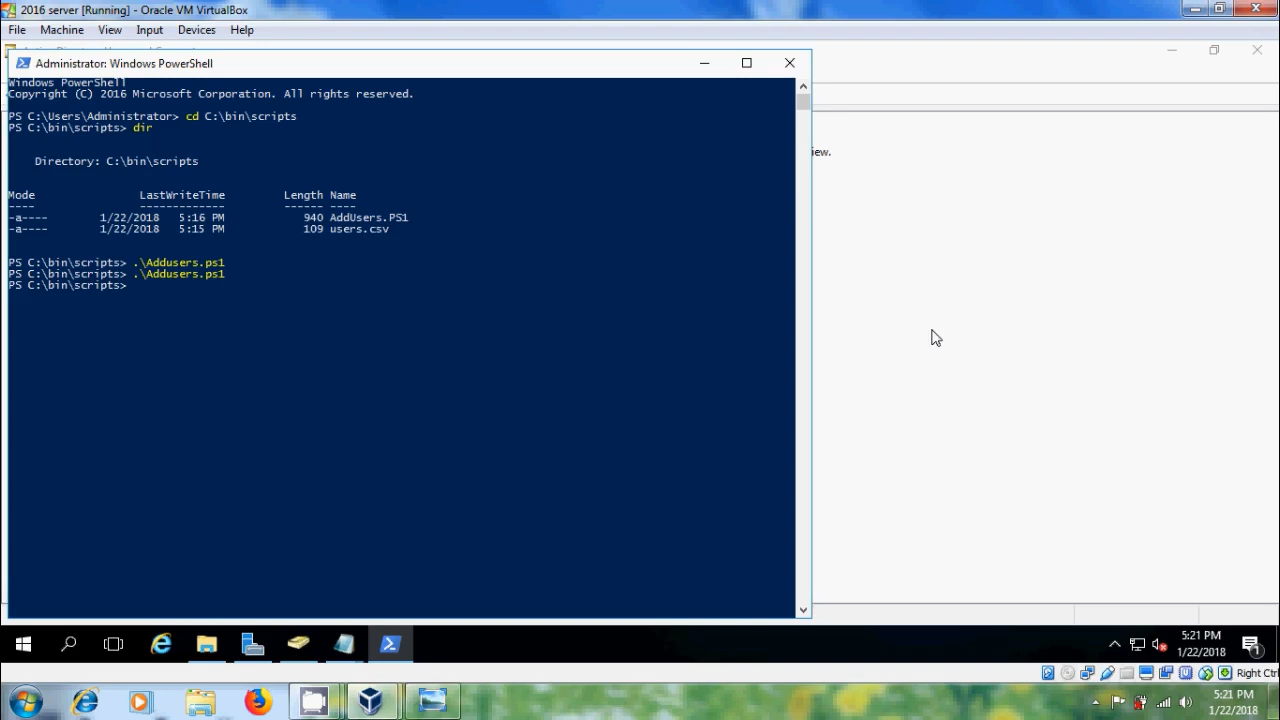 2016 server [Running] - Oracle VM VirtualBox
File Machine View Input Devices Help
Administrator: Windows PowerShell
Windows PowerShell
Copyright (C) 2016 Microsoft Corporation. All rights reserved.
PS C:\Users\Administrator> cd C:\bin\scripts
PS C:\bin\scripts> dir
Directory: C:\bin\scripts
Mode LastWriteTime Length Name
---- ------------- ------ ----
-a---- 1/22/2018 5:16 PM 940 AddUsers.PS1
-a---- 1/22/2018 5:15 PM 109 users.csv
PS C:\bin\scripts> .\Addusers.ps1
PS C:\bin\scripts> .\Addusers.ps1
PS C:\bin\scripts>
iew.
5:21 PM
1/22/2018
1
Right Ctrl
5:21 PM
1/22/2018